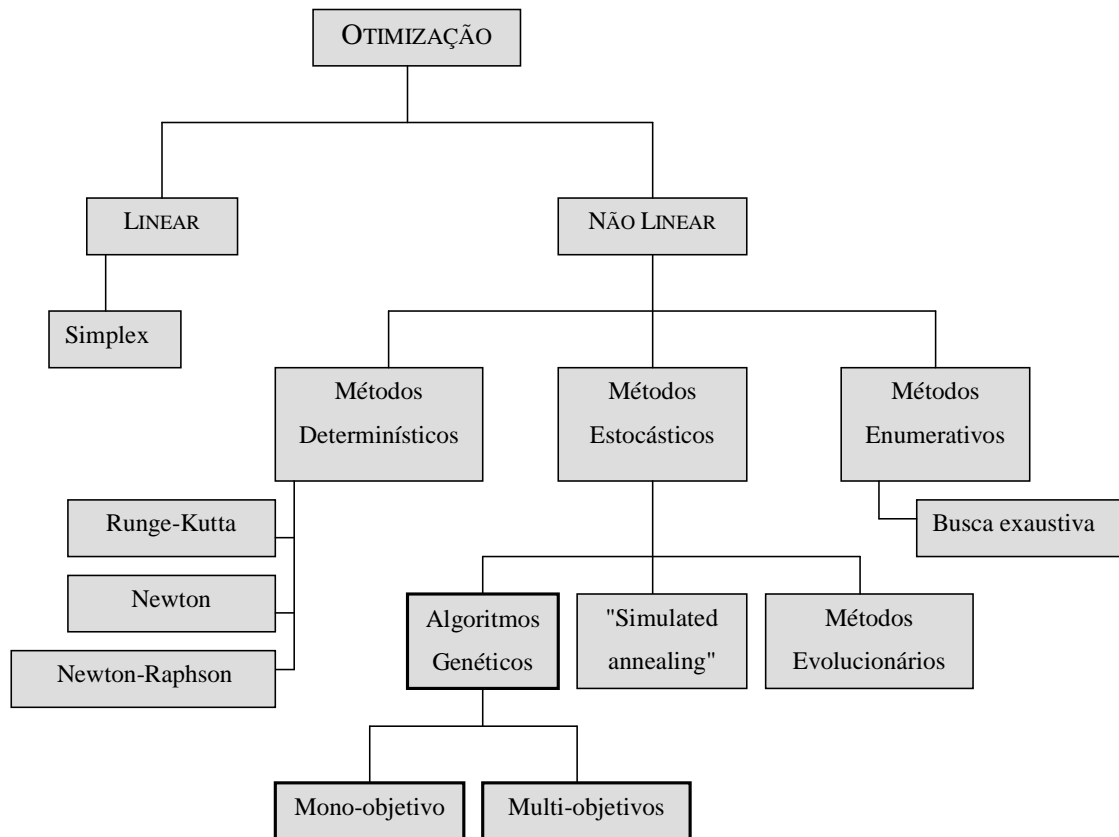 OTIMIZAÇÃO
LINEAR
NÃO LINEAR
Simplex
Métodos
Determinísticos
Métodos
Estocásticos
Métodos
Enumerativos
Runge-Kutta
Newton
Newton-Raphson
Busca exaustiva
Algoritmos
Genéticos
"Simulated
annealing"
Métodos
Evolucionários
Mono-objetivo
Multi-objetivos